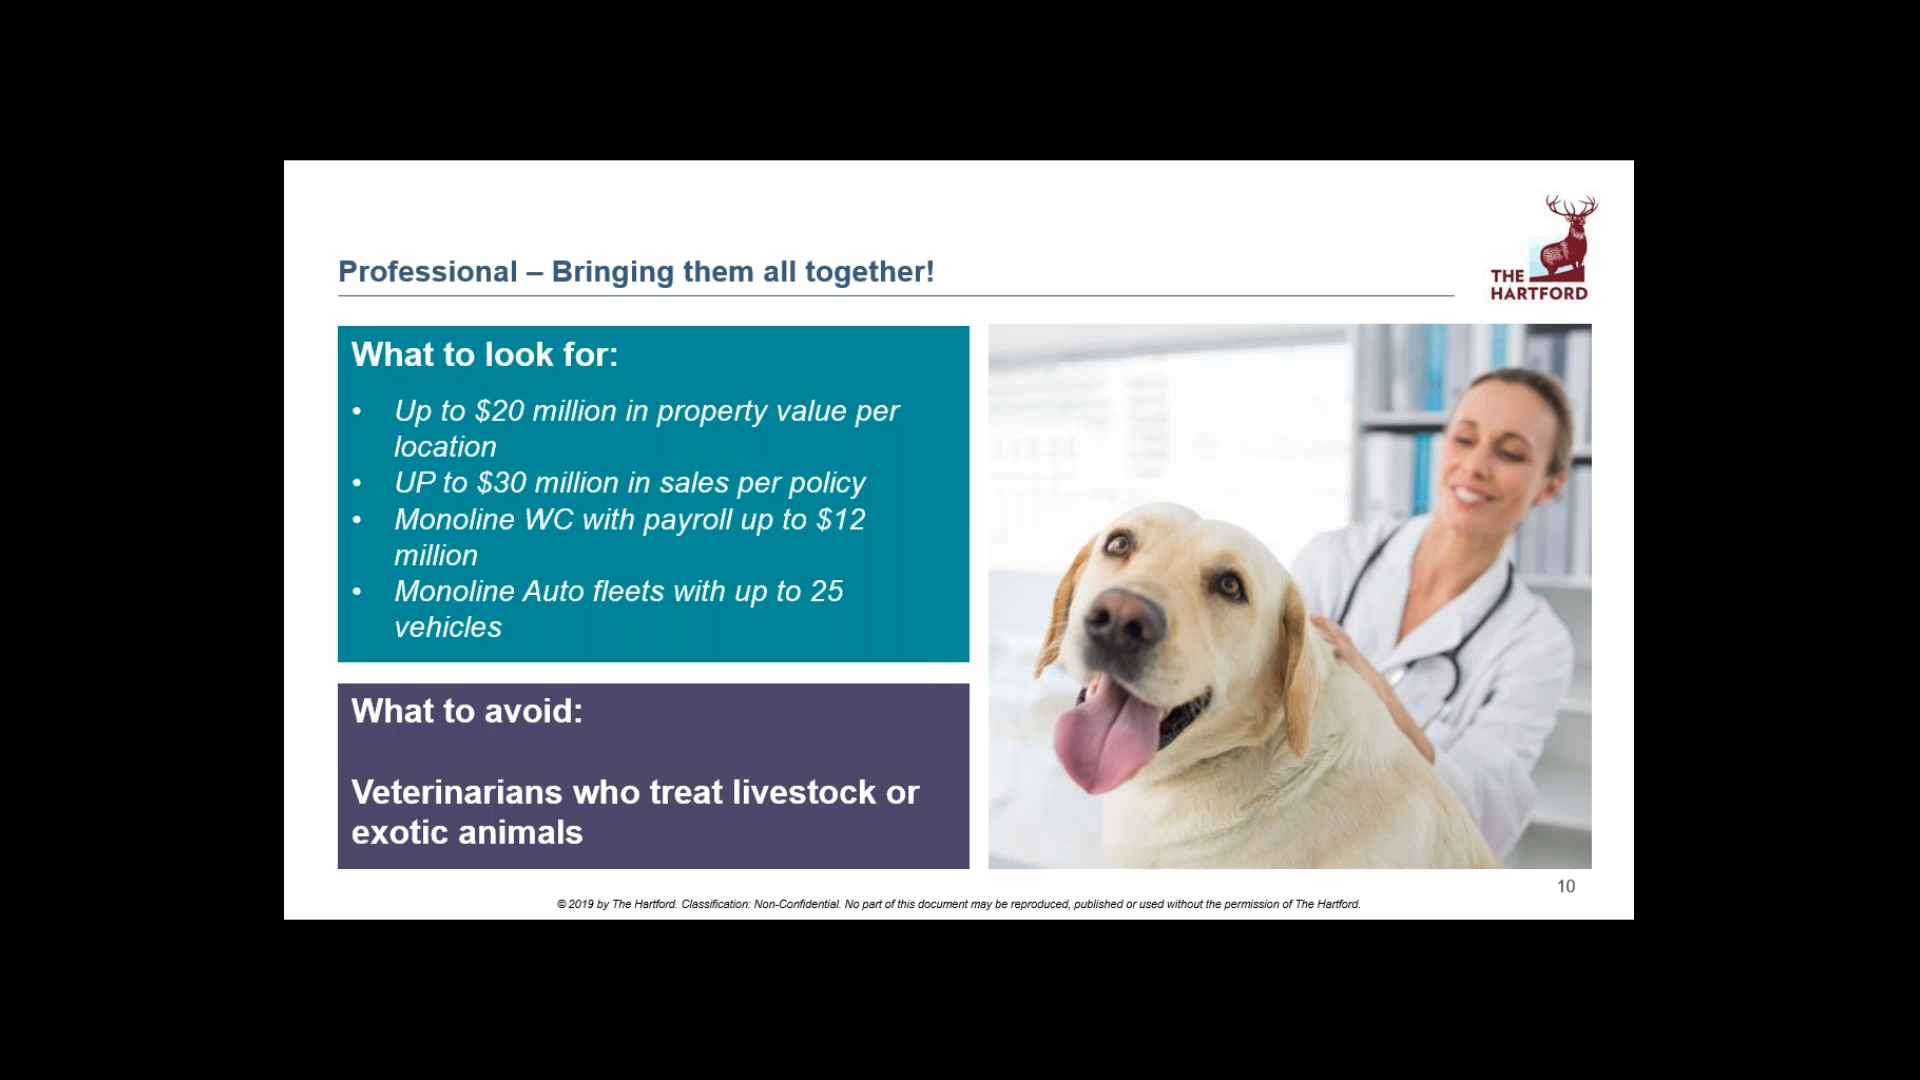 THE
HARTFORD
Professional – Bringing them all together!
What to look for:
• Up to $20 million in property value per
location
• UP to $30 million in sales per policy
• Monoline WC with payroll up to $12
million
• Monoline Auto fleets with up to 25
vehicles
What to avoid:
Veterinarians who treat livestock or
exotic animals
10
© 2019 by The Hartford. Classification: Non-Confidential. No part of this document may be reproduced, published or used without the permission of The Hartford.